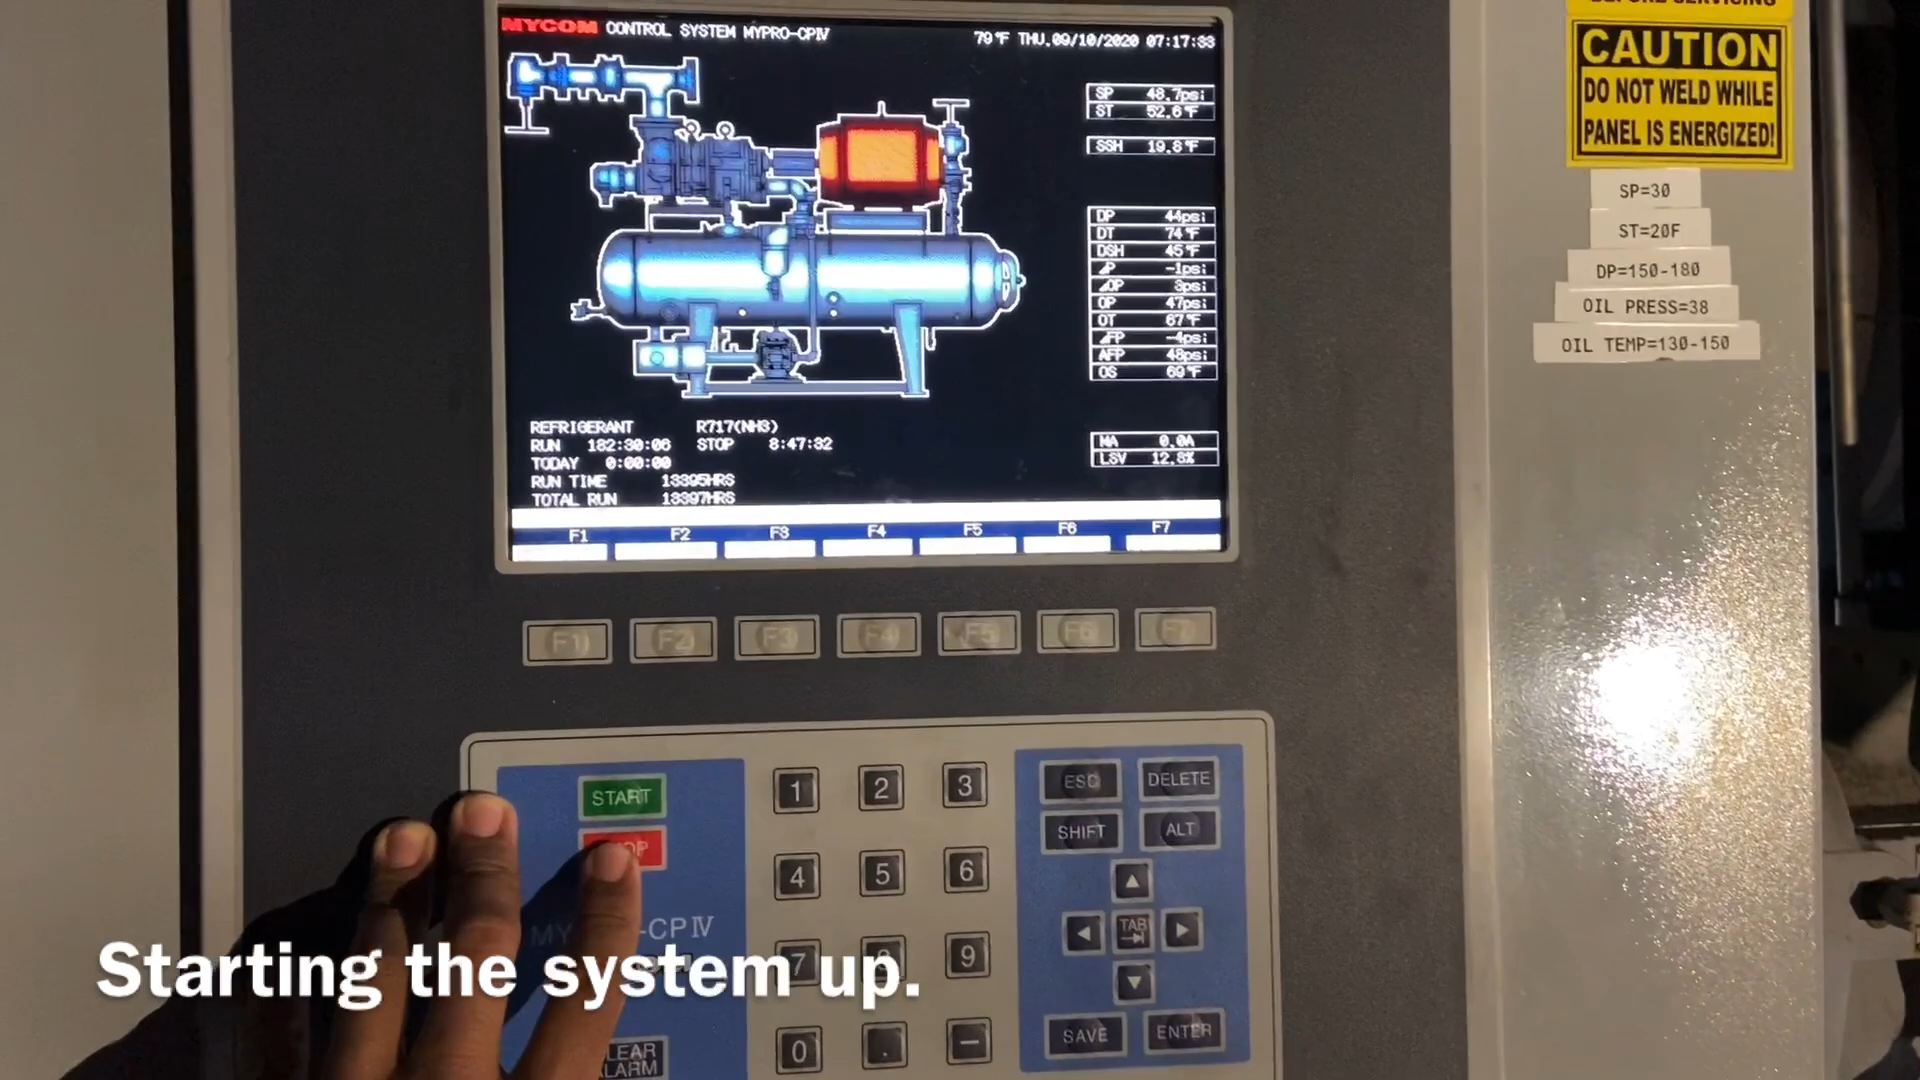 MYCOM CONTROL SYSTEM MYPRO-CPⅣ
79°F THU.09/10/2020 07:17:33
SP 48.7psi
ST 52.6°F
SSH 19.8°F
DP 44psi
DT 74°F
DSH 45°F
⊿P -1psi
⊿OP 3psi
OP 47psi
OT 67°F
⊿FP -4psi
AFP 48psi
OS 69°F
MA 0.0A
LSV 12.8%
REFRIGERANT R717(NH3)
RUN 182:30:06 STOP 8:47:32
TODAY 0:00:00
RUN TIME 13395HRS
TOTAL RUN 13397HRS
F1 F2 F3 F4 F5 F6 F7
F1 F2 F3 F4 F5 F6 F7
BEFORE SERVICING
CAUTION
DO NOT WELD WHILE
PANEL IS ENERGIZED!
SP=30
ST=20F
DP=150-180
OIL PRESS=38
OIL TEMP=130-150
START
OP
MY -CPⅣ
CLEAR
ALARM
1 2 3
4 5 6
7 8 9
0 . −
ESC DELETE
SHIFT ALT
TAB
SAVE ENTER
Starting the system up.